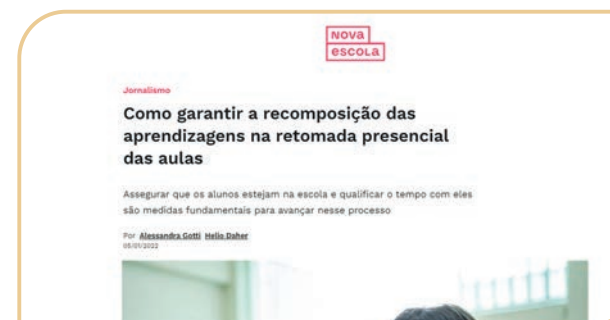 nova
escola
Jornalismo
Como garantir a recomposição das
aprendizagens na retomada presencial
das aulas
Assegurar que os alunos estejam na escola e qualificar o tempo com eles
são medidas fundamentais para avançar nesse processo
Por Alessandra Gotti Helio Daher
05/01/2022